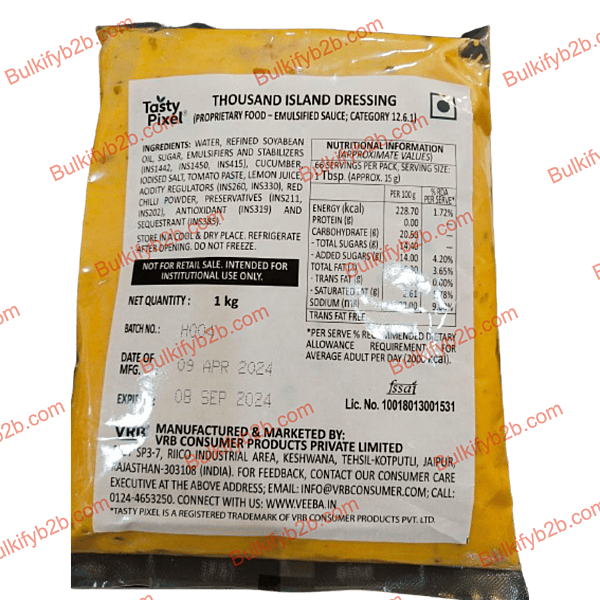 Tasty
Pixel®
THOUSAND ISLAND DRESSING
(PROPRIETARY FOOD – EMULSIFIED SAUCE; CATEGORY 12.6.1)
INGREDIENTS: WATER, REFINED SOYABEAN
OIL, SUGAR, EMULSIFIERS AND STABILIZERS
(INS1442, INS1450, INS415), CUCUMBER,
IODISED SALT, TOMATO PASTE, LEMON JUICE,
ACIDITY REGULATORS (INS260, INS330), RED
CHILLI POWDER, PRESERVATIVES (INS211,
INS202), ANTIOXIDANT (INS319) AND
SEQUESTRANT (INS385).
STORE IN A COOL & DRY PLACE. REFRIGERATE
AFTER OPENING. DO NOT FREEZE.
NOT FOR RETAIL SALE. INTENDED FOR
INSTITUTIONAL USE ONLY.
NET QUANTITY : 1 kg
BATCH NO.: H004
DATE OF
MFG. 09 APR 2024
08 SEP 2024
NUTRITIONAL INFORMATION
(APPROXIMATE VALUES)
66 SERVINGS PER PACK, SERVING SIZE:
1 Tbsp. (APPROX. 15 g)
PER 100 g % RDA PER SERVE*
ENERGY (kcal) 228.70 1.72%
PROTEIN (g) 0.00
CARBOHYDRATE (g) 20.50 —
- TOTAL SUGARS (g) 14.40 —
- ADDED SUGARS (g) 14.00 4.20%
TOTAL FAT 3.65%
- TRANS FAT (g) 0.00%
- SATURATED FAT (g) 2.61
SODIUM
TRANS FAT FREE
*PER SERVE % RECOMMENDED DIETARY
ALLOWANCE REQUIREMENT FOR
AVERAGE ADULT PER DAY (2000 kcal).
fssai
Lic. No. 10018013001531
VRB MANUFACTURED & MARKETED BY:
VRB CONSUMER PRODUCTS PRIVATE LIMITED
SP3-7, RIICO INDUSTRIAL AREA, KESHWANA, TEHSIL-KOTPUTLI, JAIPUR,
RAJASTHAN-303108 (INDIA). FOR FEEDBACK, CONTACT OUR CONSUMER CARE
EXECUTIVE AT THE ABOVE ADDRESS; EMAIL: INFO@VRBCONSUMER.COM; CALL:
0124-4653250. CONNECT WITH US: WWW.VEEBA.IN
*TASTY PIXEL IS A REGISTERED TRADEMARK OF VRB CONSUMER PRODUCTS PVT. LTD.
Bulkifyb2b.com